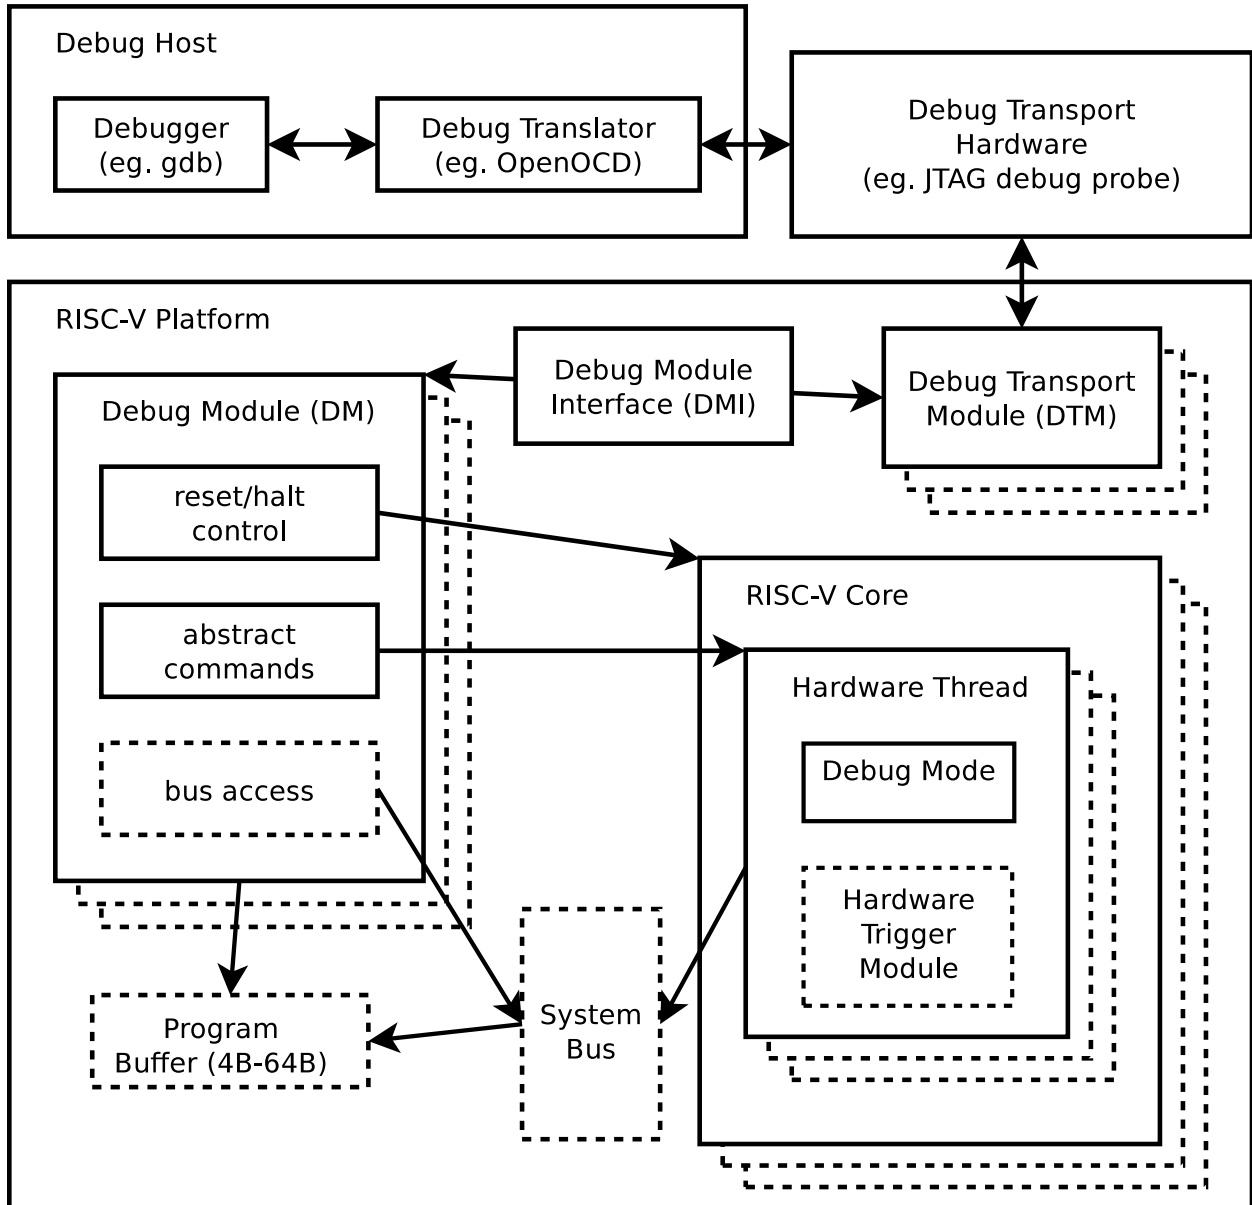 Debug Host
Debugger
(eg. gdb)
Debug Translator
(eg. OpenOCD)
Debug Transport
Hardware
(eg. JTAG debug probe)
RISC-V Platform
Debug Module
Interface (DMI)
Debug Transport
Module (DTM)
Debug Module (DM)
reset/halt
control
abstract
commands
bus access
RISC-V Core
Hardware Thread
Debug Mode
Hardware
Trigger
Module
System
Bus
Program
Buffer (4B-64B)